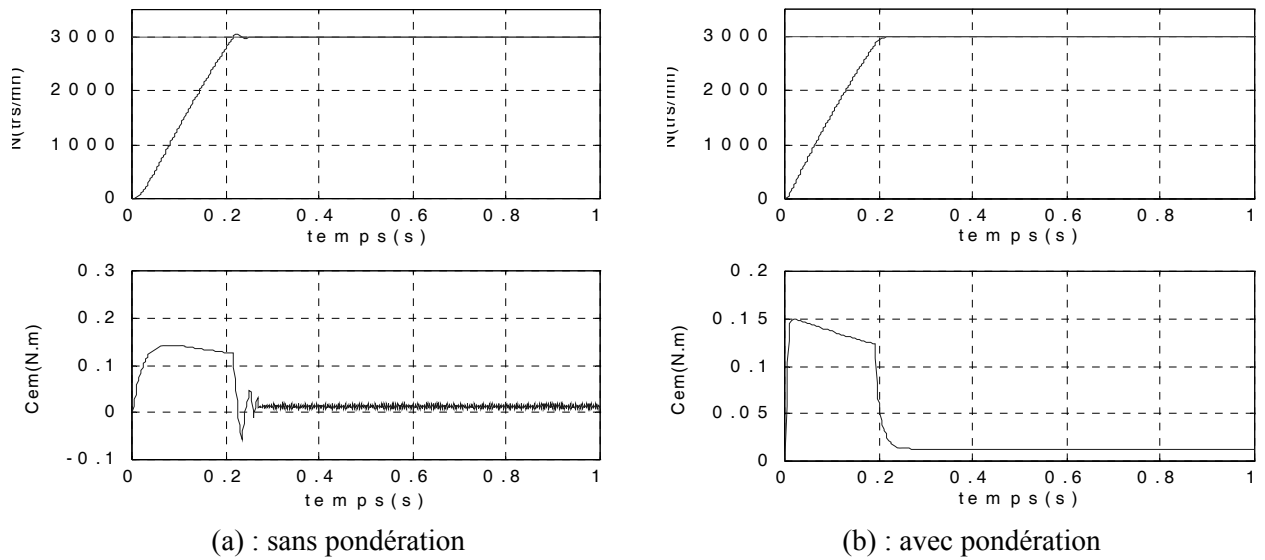 3000
2000
1000
0
N(trs/mn)
0 0.2 0.4 0.6 0.8 1
temps(s)
3000
2000
1000
0
N(trs/mn)
0 0.2 0.4 0.6 0.8 1
temps(s)
0.3
0.2
0.1
0
-0.1
Cem(N.m)
0 0.2 0.4 0.6 0.8 1
temps(s)
(a) : sans pondération
0.2
0.15
0.1
0.05
0
Cem(N.m)
0 0.2 0.4 0.6 0.8 1
temps(s)
(b) : avec pondération